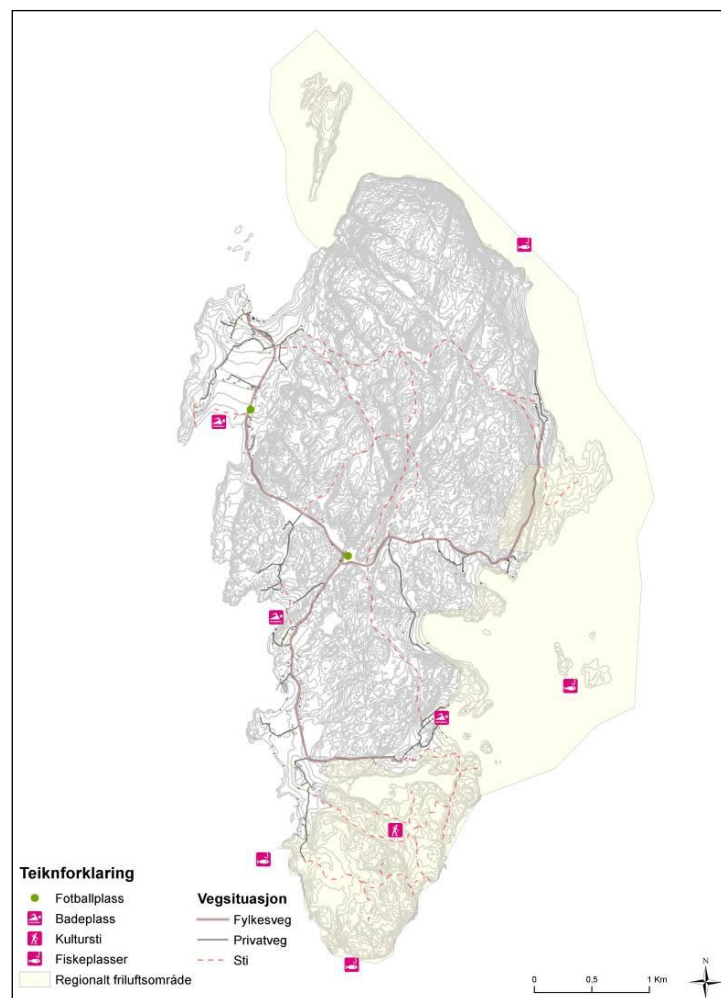 Teiknforklaring
Fotballplass
Badeplass
Kultursti
Fiskeplasser
Regionalt friluftsområde
Vegsituasjon
Fylkesveg
Privatveg
Sti
0 0,5 1 Km
N